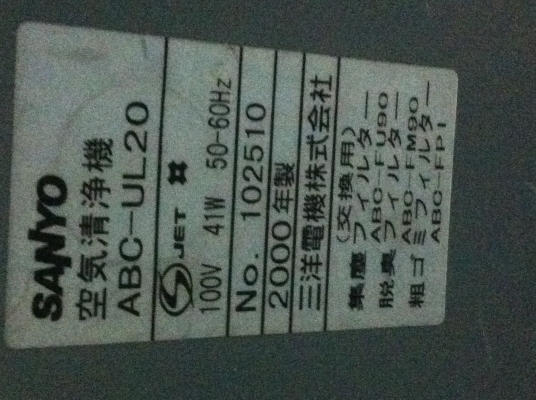 SANYO
空気清浄機
ABC-UL20
S JET
100V 41W 50-60Hz
No. 102510
2000年製
三洋電機株式会社
(交換用)
集塵フィルター
ABC-FU90
脱臭フィルター
ABC-FM90
粗ゴミフィルター
ABC-FP1